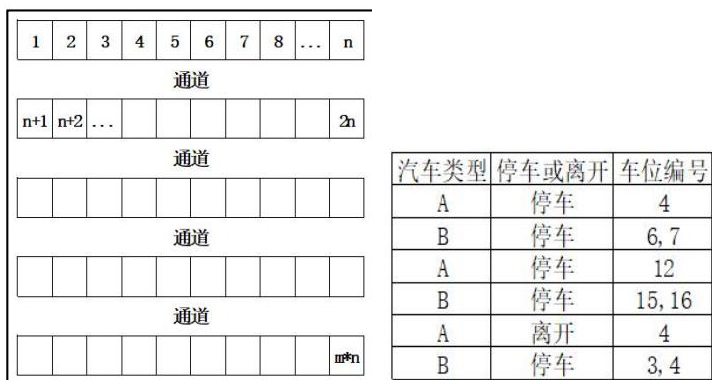 1 2 3 4 5 6 7 8 ... n
通道
n+1 n+2 ... 2n
通道
通道
通道
m*n
汽车类型 停车或离开 车位编号
A 停车 4
B 停车 6,7
A 停车 12
B 停车 15,16
A 离开 4
B 停车 3,4